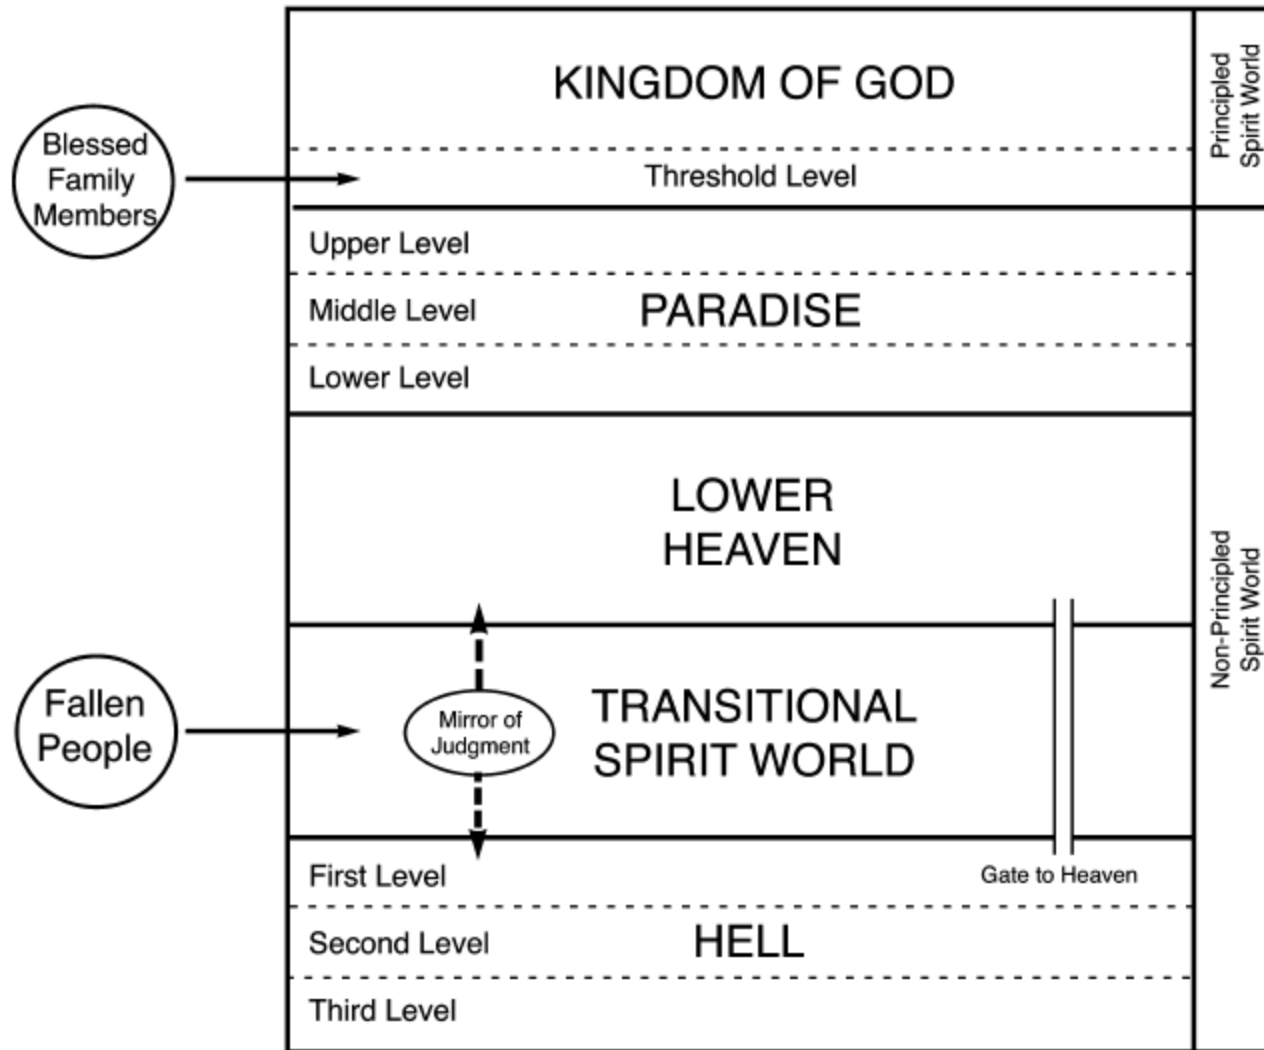 KINGDOM OF GOD
Principled
Spirit World
Blessed
Family
Members
Threshold Level
Upper Level
Middle Level
PARADISE
Lower Level
LOWER
HEAVEN
Non-Principled
Spirit World
Fallen
People
Mirror of
Judgment
TRANSITIONAL
SPIRIT WORLD
First Level
Gate to Heaven
Second Level
HELL
Third Level